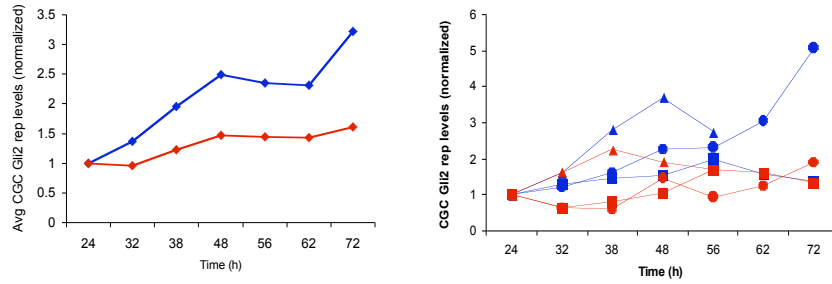 Avg CGC Gli2 rep levels (normalized)
3.5
3
2.5
2
1.5
1
0.5
0
24 32 38 48 56 62 72
Time (h)
CGC Gli2 rep levels (normalized)
6
5
4
3
2
1
0
24 32 38 48 56 62 72
Time (h)